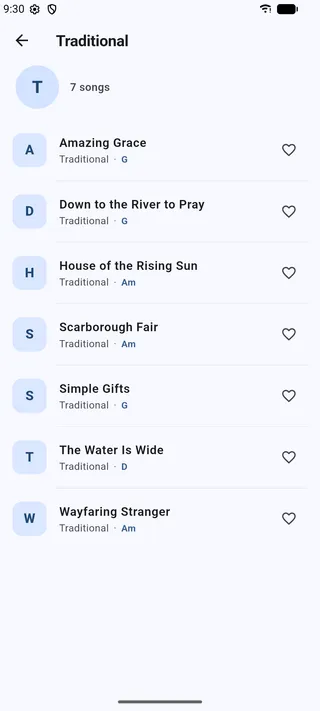 9:30
Traditional
T
7 songs
A
Amazing Grace
Traditional · G
D
Down to the River to Pray
Traditional · G
H
House of the Rising Sun
Traditional · Am
S
Scarborough Fair
Traditional · Am
S
Simple Gifts
Traditional · G
T
The Water Is Wide
Traditional · D
W
Wayfaring Stranger
Traditional · Am